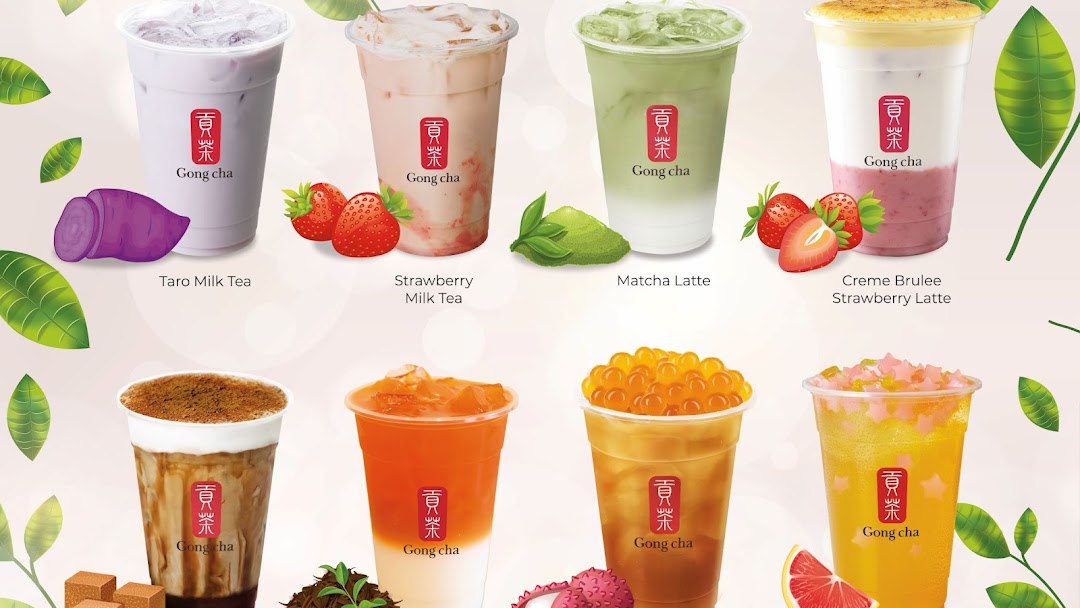 貢茶
Gong cha
貢茶
Gong cha
貢茶
Gong cha
貢茶
Gong cha
Taro Milk Tea
Strawberry
Milk Tea
Matcha Latte
Creme Brulee
Strawberry Latte
貢茶
Gong cha
貢茶
Gong cha
貢茶
Gong cha
貢茶
Gong cha